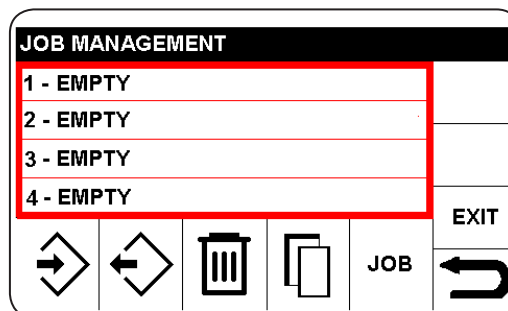 JOB MANAGEMENT
1 - EMPTY
2 - EMPTY
3 - EMPTY
4 - EMPTY
EXIT
JOB